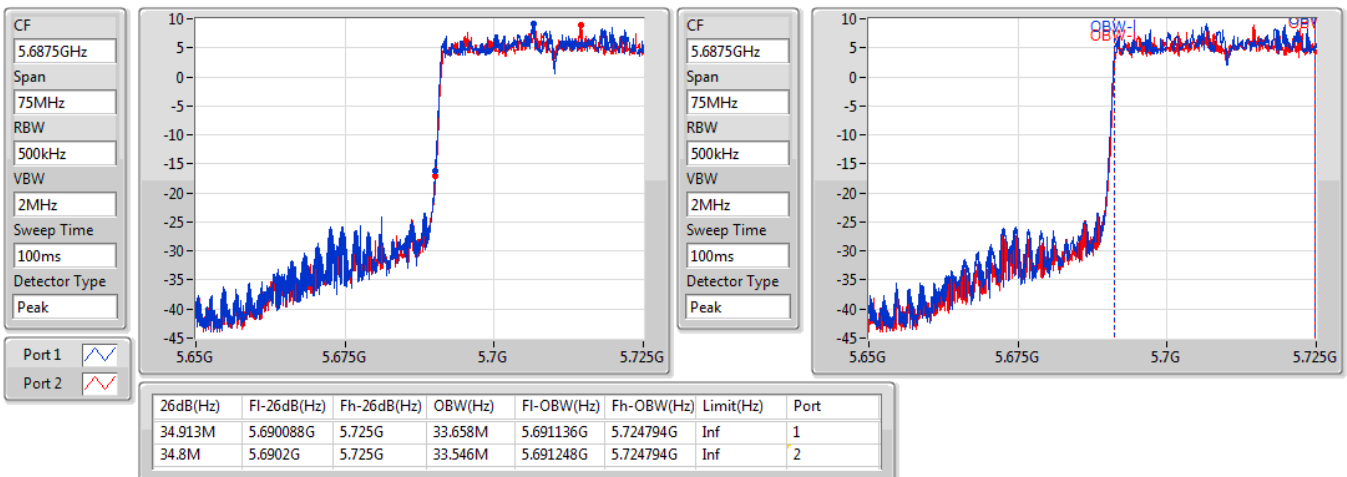 CF
5.6875GHz
Span
75MHz
RBW
500kHz
VBW
2MHz
Sweep Time
100ms
Detector Type
Peak
Port 1
Port 2
10
5
0
-5
-10
-15
-20
-25
-30
-35
-40
-45
5.65G 5.675G 5.7G 5.725G
CF
5.6875GHz
Span
75MHz
RBW
500kHz
VBW
2MHz
Sweep Time
100ms
Detector Type
Peak
10
5
0
-5
-10
-15
-20
-25
-30
-35
-40
-45
OBW-l
OBW-l
5.65G 5.675G 5.7G 5.725G
26dB(Hz) Fl-26dB(Hz) Fh-26dB(Hz) OBW(Hz) Fl-OBW(Hz) Fh-OBW(Hz) Limit(Hz) Port
34.913M 5.690088G 5.725G 33.658M 5.691136G 5.724794G Inf 1
34.8M 5.6902G 5.725G 33.546M 5.691248G 5.724794G Inf 2